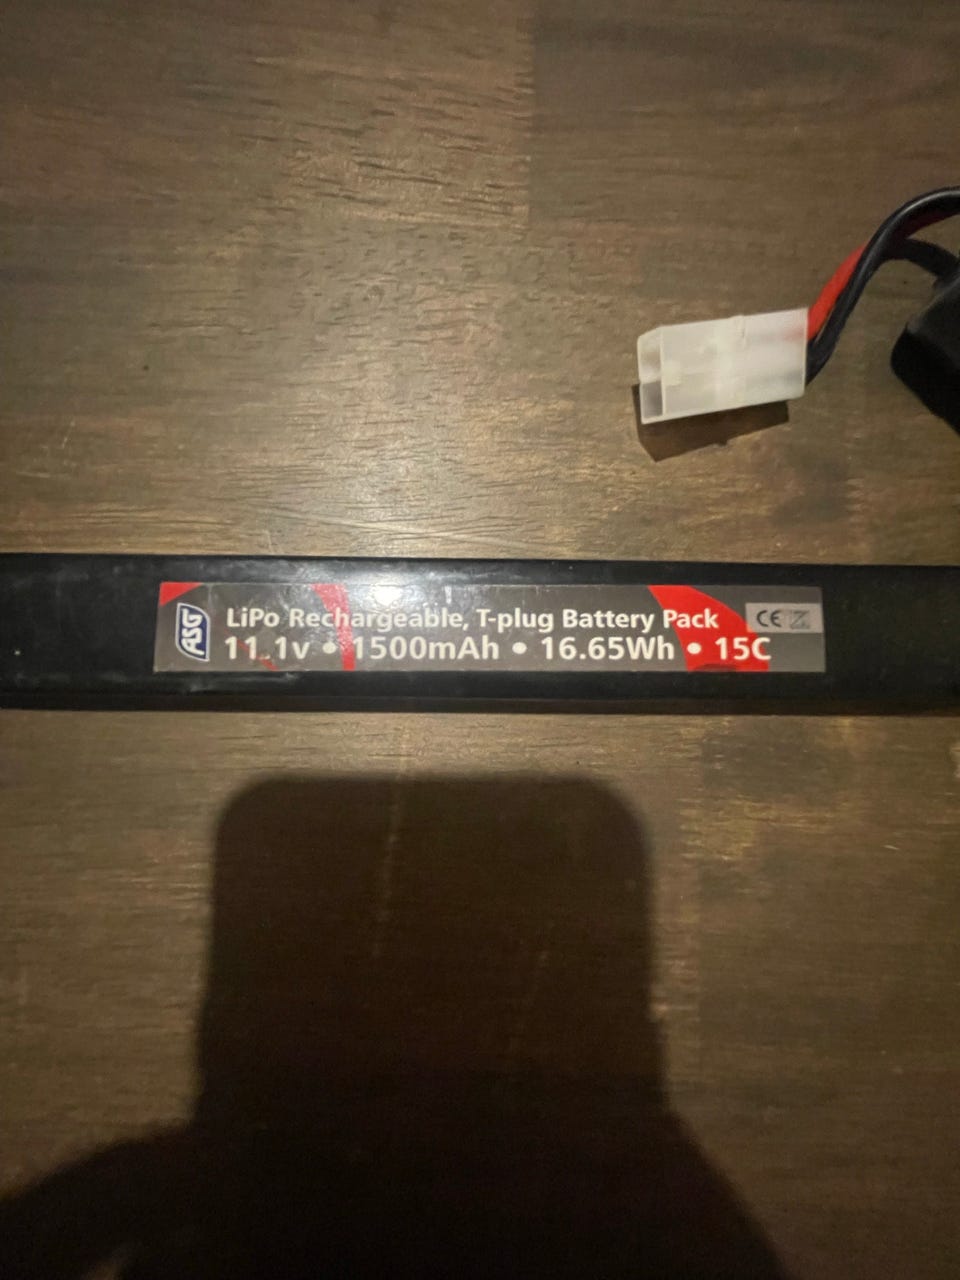 ASG
LiPo Rechargeable, T-plug Battery Pack
CE
11.1v • 1500mAh • 16.65Wh • 15C